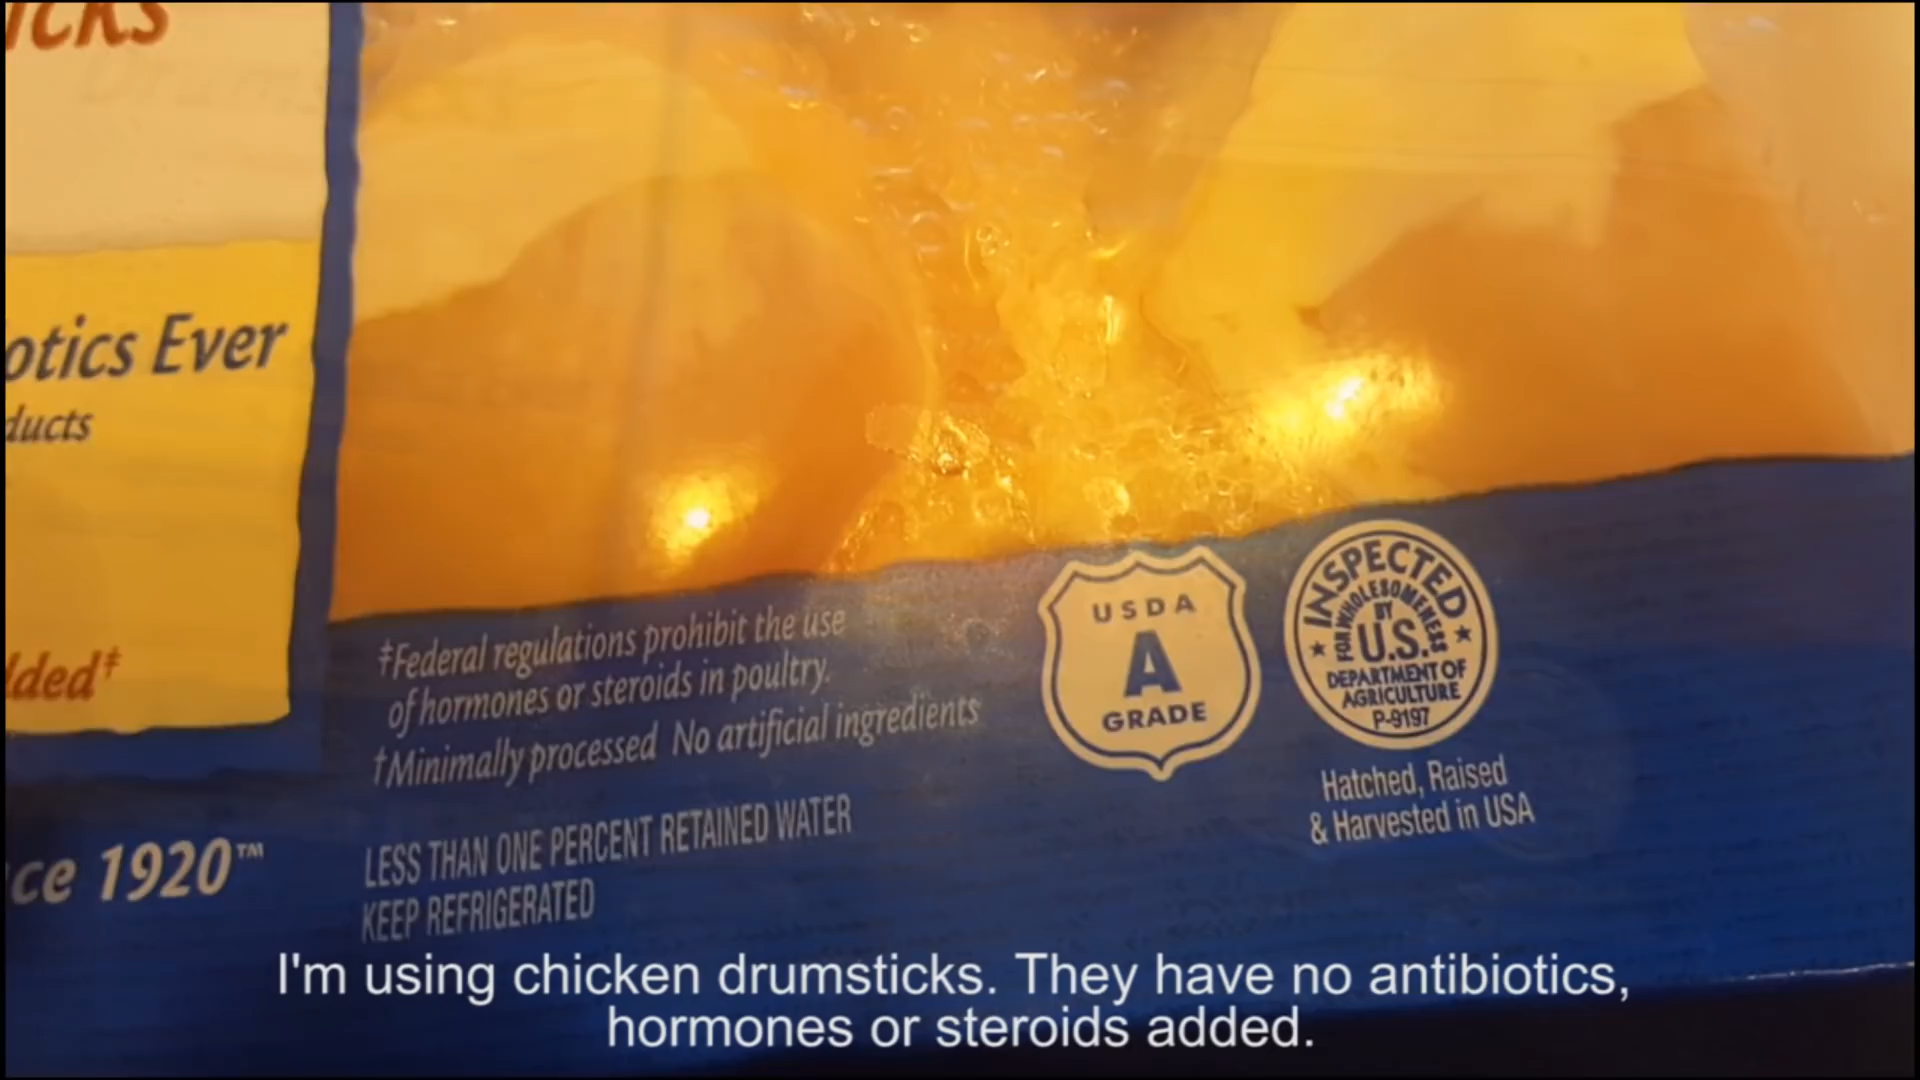 icks
otics Ever
ducts
dded‡
ce 1920™
‡Federal regulations prohibit the use
of hormones or steroids in poultry.
†Minimally processed No artificial ingredients
LESS THAN ONE PERCENT RETAINED WATER
KEEP REFRIGERATED
USDA
A
GRADE
INSPECTED
FOR WHOLESOMENESS
BY
U.S.
DEPARTMENT OF
AGRICULTURE
P-9197
Hatched, Raised
& Harvested in USA
I'm using chicken drumsticks. They have no antibiotics,
hormones or steroids added.